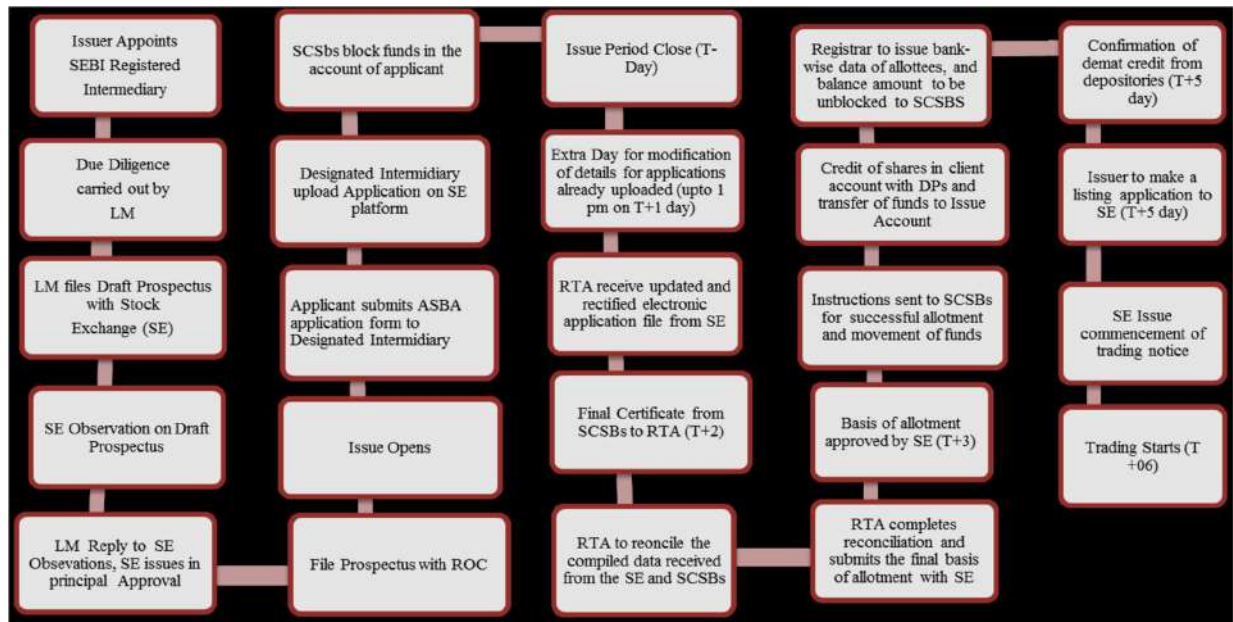 Issuer Appoints
SEBI Registered
Intermediary
Due Diligence
carried out by
LM
LM files Draft Prospectus
with Stock
Exchange (SE)
SE Observation on Draft
Prospectus
LM Reply to SE
Obsevations, SE issues in
principal Approval
File Prospectus with ROC
Issue Opens
Applicant submits ASBA
application form to
Designated Intermidiary
Designated Intermidiary
upload Application on SE
platform
SCSbs block funds in the
account of applicant
Issue Period Close (T-
Day)
Extra Day for modification
of details for applications
already uploaded (upto 1
pm on T+1 day)
RTA receive updated and
rectified electronic
application file from SE
Final Certificate from
SCSBs to RTA (T+2)
RTA to reconcile the
compiled data received
from the SE and SCSBs
RTA completes
reconciliation and
submits the final basis
of allotment with SE
Basis of allotment
approved by SE (T+3)
Instructions sent to SCSBs
for successful allotment
and movement of funds
Credit of shares in client
account with DPs and
transfer of funds to Issue
Account
Registrar to issue bank-
wise data of allottees, and
balance amount to be
unblocked to SCSBS
Confirmation of
demat credit from
depositories (T+5
day)
Issuer to make a
listing application to
SE (T+5 day)
SE Issue
commencement of
trading notice
Trading Starts (T
+06)